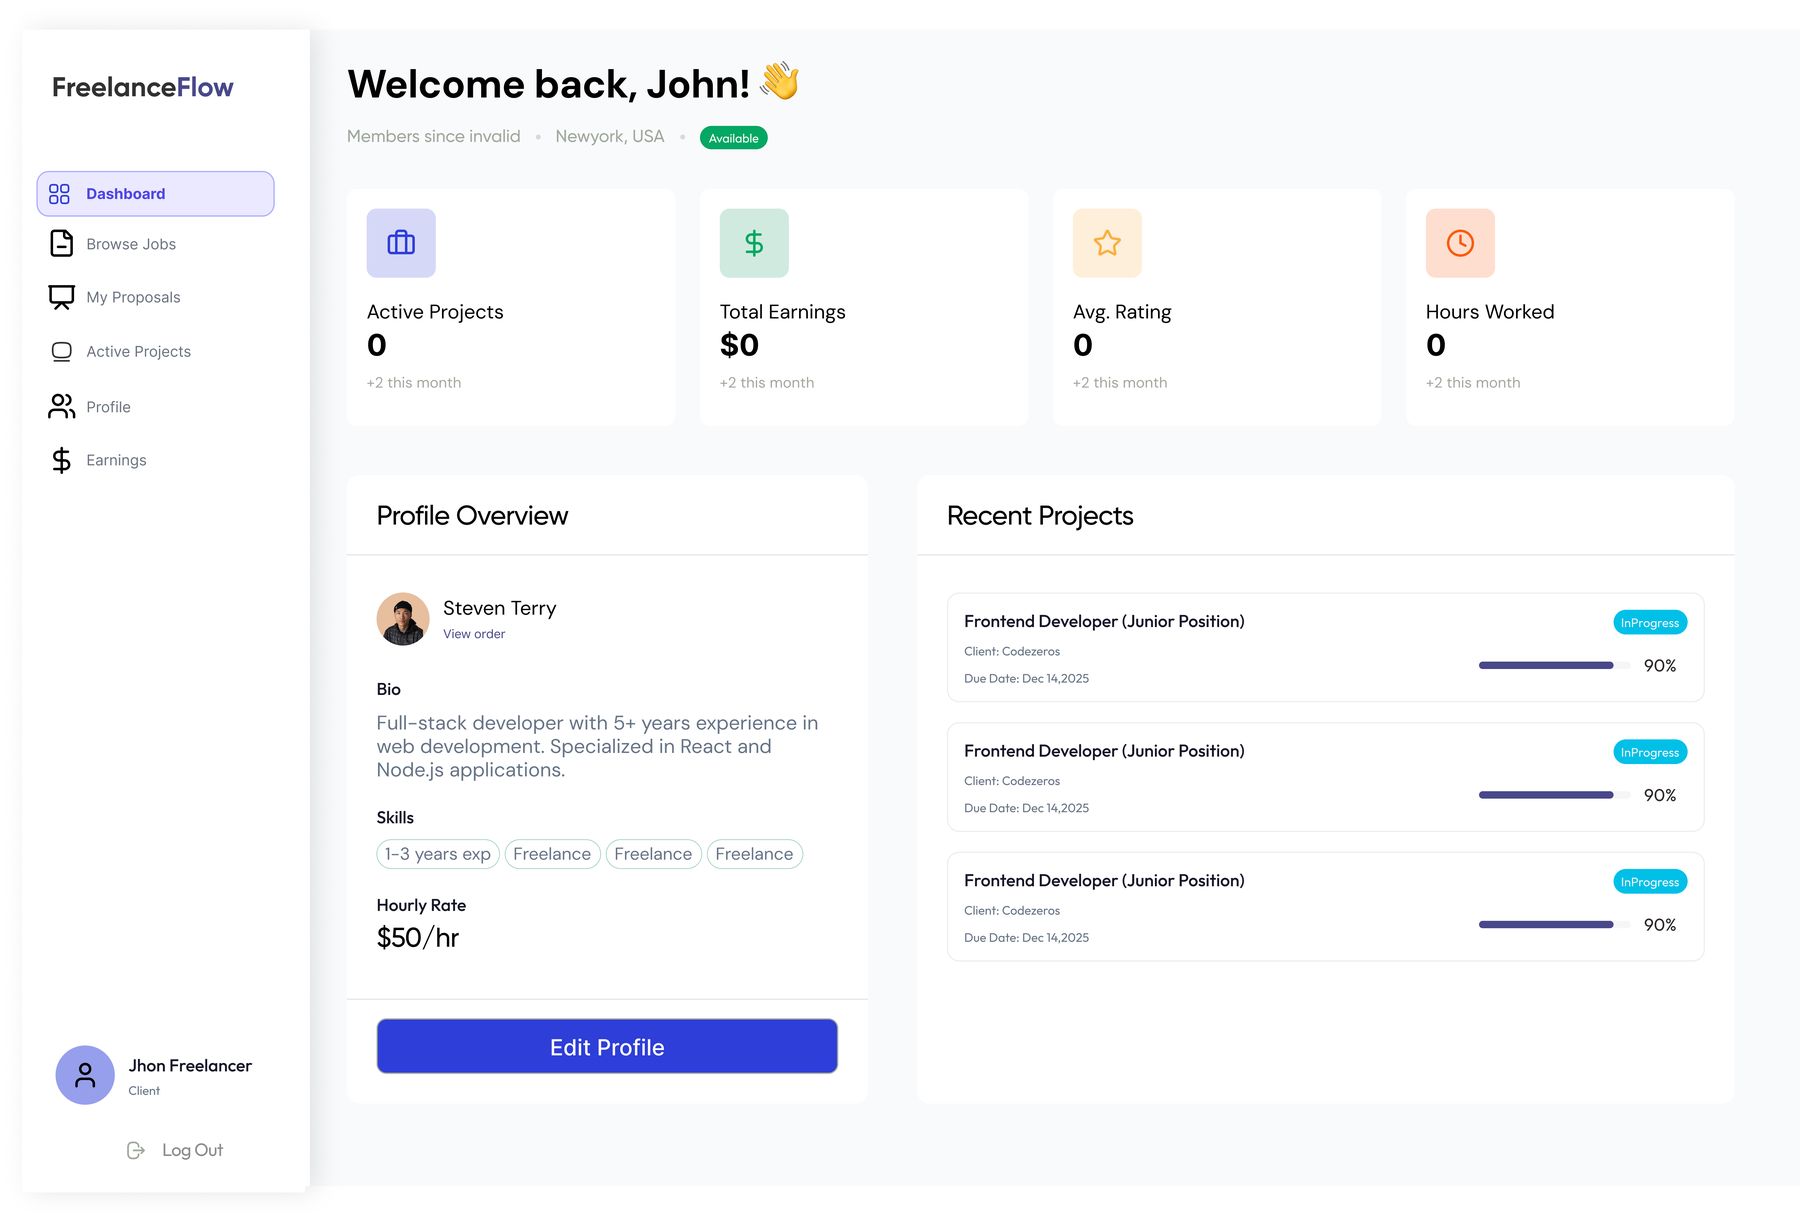 FreelanceFlow
Dashboard
Browse Jobs
My Proposals
Active Projects
Profile
Earnings
Jhon Freelancer
Client
Log Out
Welcome back, John! 👋
Members since invalid • Newyork, USA • Available
Active Projects
0
+2 this month
Total Earnings
$0
+2 this month
Avg. Rating
0
+2 this month
Hours Worked
0
+2 this month
Profile Overview
Steven Terry
View order
Bio
Full-stack developer with 5+ years experience in
web development. Specialized in React and
Node.js applications.
Skills
1-3 years exp Freelance Freelance Freelance
Hourly Rate
$50/hr
Edit Profile
Recent Projects
Frontend Developer (Junior Position)
InProgress
Client: Codezeros
90%
Due Date: Dec 14,2025
Frontend Developer (Junior Position)
InProgress
Client: Codezeros
90%
Due Date: Dec 14,2025
Frontend Developer (Junior Position)
InProgress
Client: Codezeros
90%
Due Date: Dec 14,2025